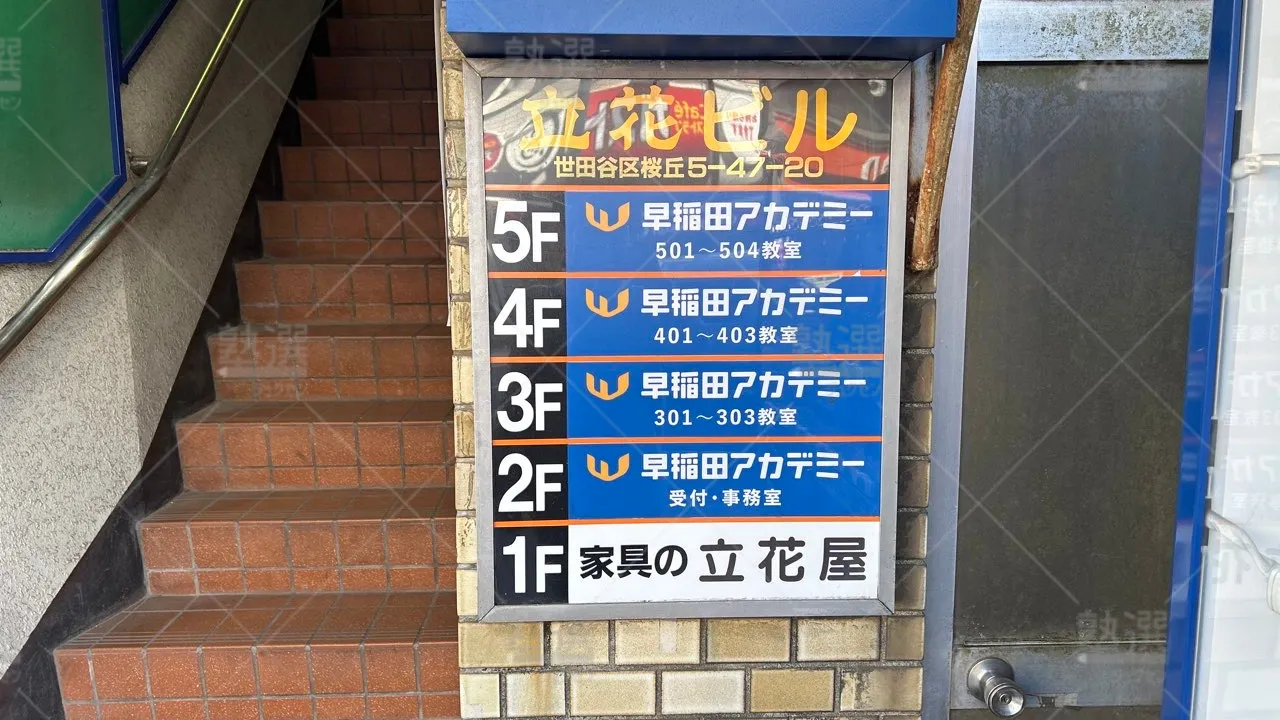 立花ビル
世田谷区桜丘5-47-20
5F 早稲田アカデミー
501～504教室
4F 早稲田アカデミー
401～403教室
3F 早稲田アカデミー
301～303教室
2F 早稲田アカデミー
受付・事務室
1F 家具の立花屋
塾選